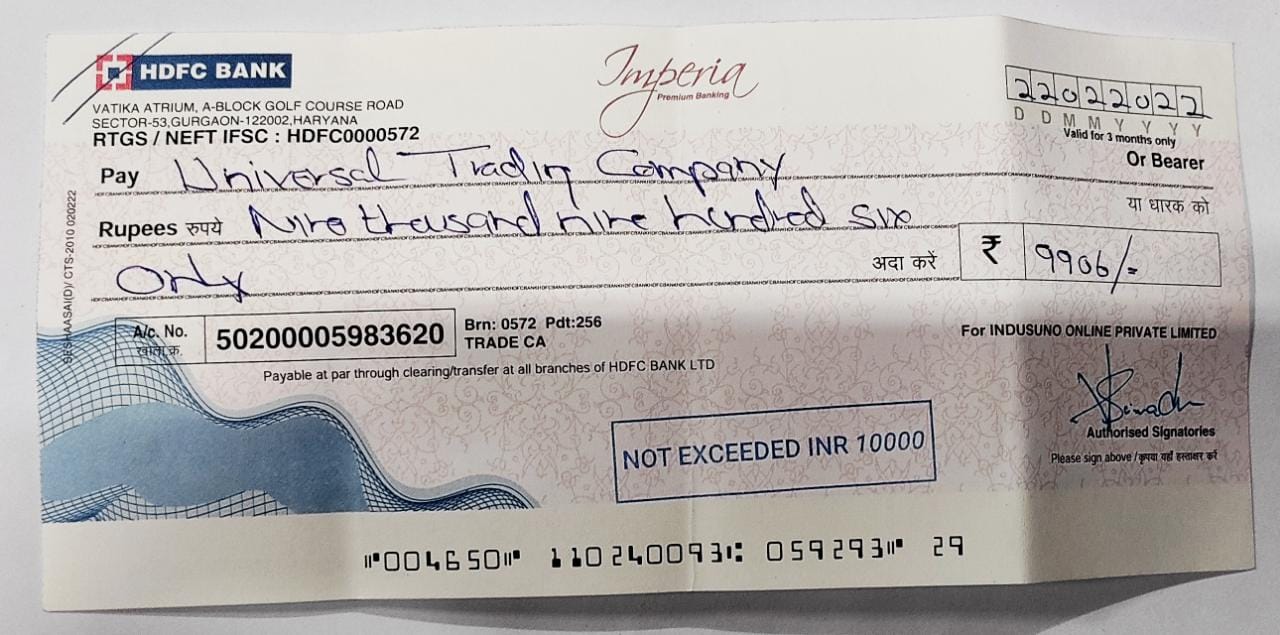 HDFC BANK
Imperia
Premium Banking
VATIKA ATRIUM, A-BLOCK GOLF COURSE ROAD
SECTOR-53,GURGAON-122002,HARYANA
RTGS / NEFT IFSC : HDFC0000572
22022022
D D M M Y Y Y Y
Valid for 3 months only
Pay Universal Trading Company Or Bearer
या धारक को
Rupees रुपये Nine thousand nine hundred six
Only अदा करें ₹ 9906/=
A/c. No. 50200005983620 Brn: 0572 Pdt:256
खाता क्र. TRADE CA
For INDUSUNO ONLINE PRIVATE LIMITED
Payable at par through clearing/transfer at all branches of HDFC BANK LTD
NOT EXCEEDED INR 10000
Authorised Signatories
Please sign above / कृपया यहाँ हस्ताक्षर करें
CTS-2010 020222
⑈004650⑈ 110240093⑆ 059293⑈ 29